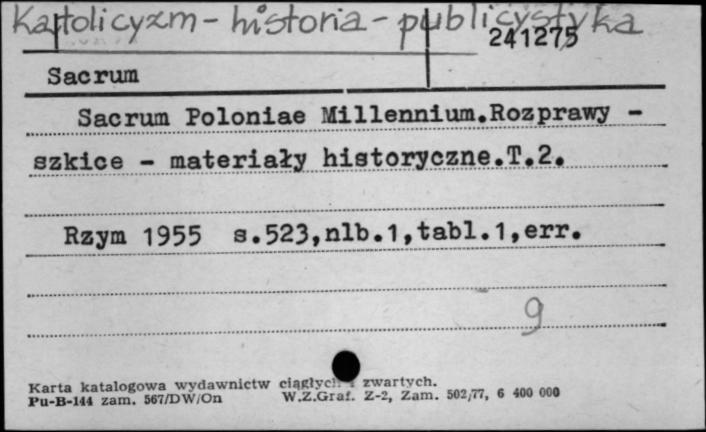 Katolicyzm - historia - publicystyka
241275
Sacrum
Sacrum Poloniae Millennium.Rozprawy -
szkice - materiały historyczne.T.2.
Rzym 1955 s.523,nlb.1,tabl.1,err.
9
Karta katalogowa wydawnictw ciągłych i zwartych.
Pu-B-144 zam. 567/DW/On W.Z.Graf. Z-2, Zam. 502/77, 6 400 000